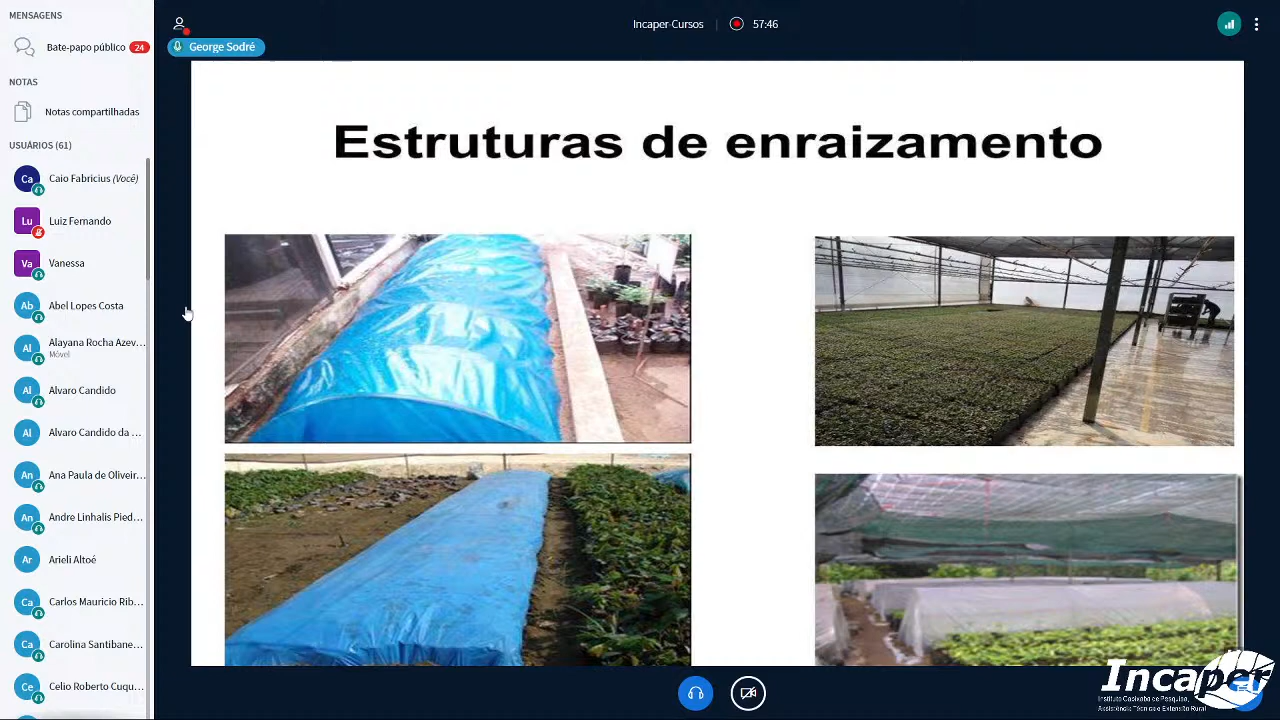 MENSAGENS
Bate-papo público 24
NOTAS
Notas compartilhadas
USUÁRIOS (61)
Ca Caio Fabricius (Você)
Lu Luiz Fernando
Va Vanessa
Ab Abel Lopes Costa
Al Alayana Rocha Azev...
Móvel
Al Alvaro Candido
Al Alvaro Candido da ...
An Ana Paula de Oliveir...
An Andre Linhalis Pied...
Ar Arieli Altoé
Ca Carlos Mauricio Rib...
Ca Carolina Santibane...
Ce Celio Roberto Cuqu...
George Sodré
Incaper-Cursos
57:46
Estruturas de enraizamento
Incaper
Instituto Capixaba de Pesquisa,
Assistência Técnica e Extensão Rural